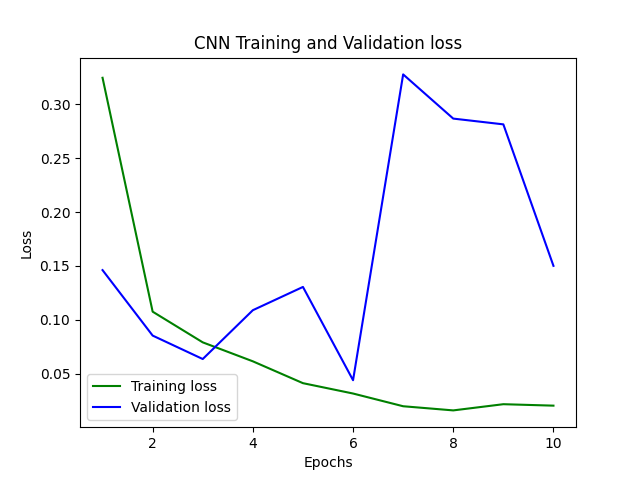 CNN Training and Validation loss
Loss
0.30
0.25
0.20
0.15
0.10
0.05
Training loss
Validation loss
2 4 6 8 10
Epochs